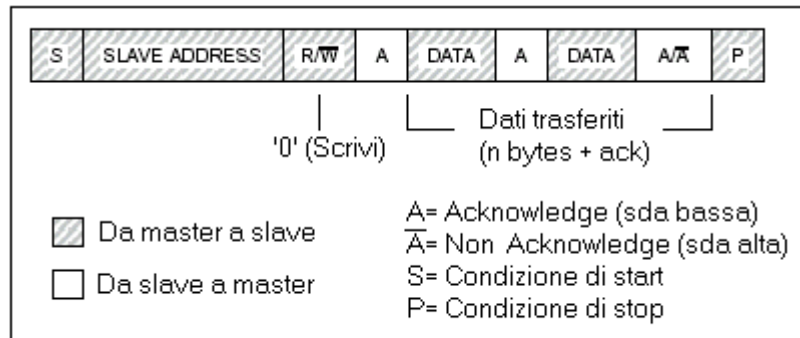 S SLAVE ADDRESS R/W̅ A DATA A DATA A/A̅ P
'0' (Scrivi)
Dati trasferiti
(n bytes + ack)
Da master a slave
Da slave a master
A= Acknowledge (sda bassa)
A̅= Non Acknowledge (sda alta)
S= Condizione di start
P= Condizione di stop